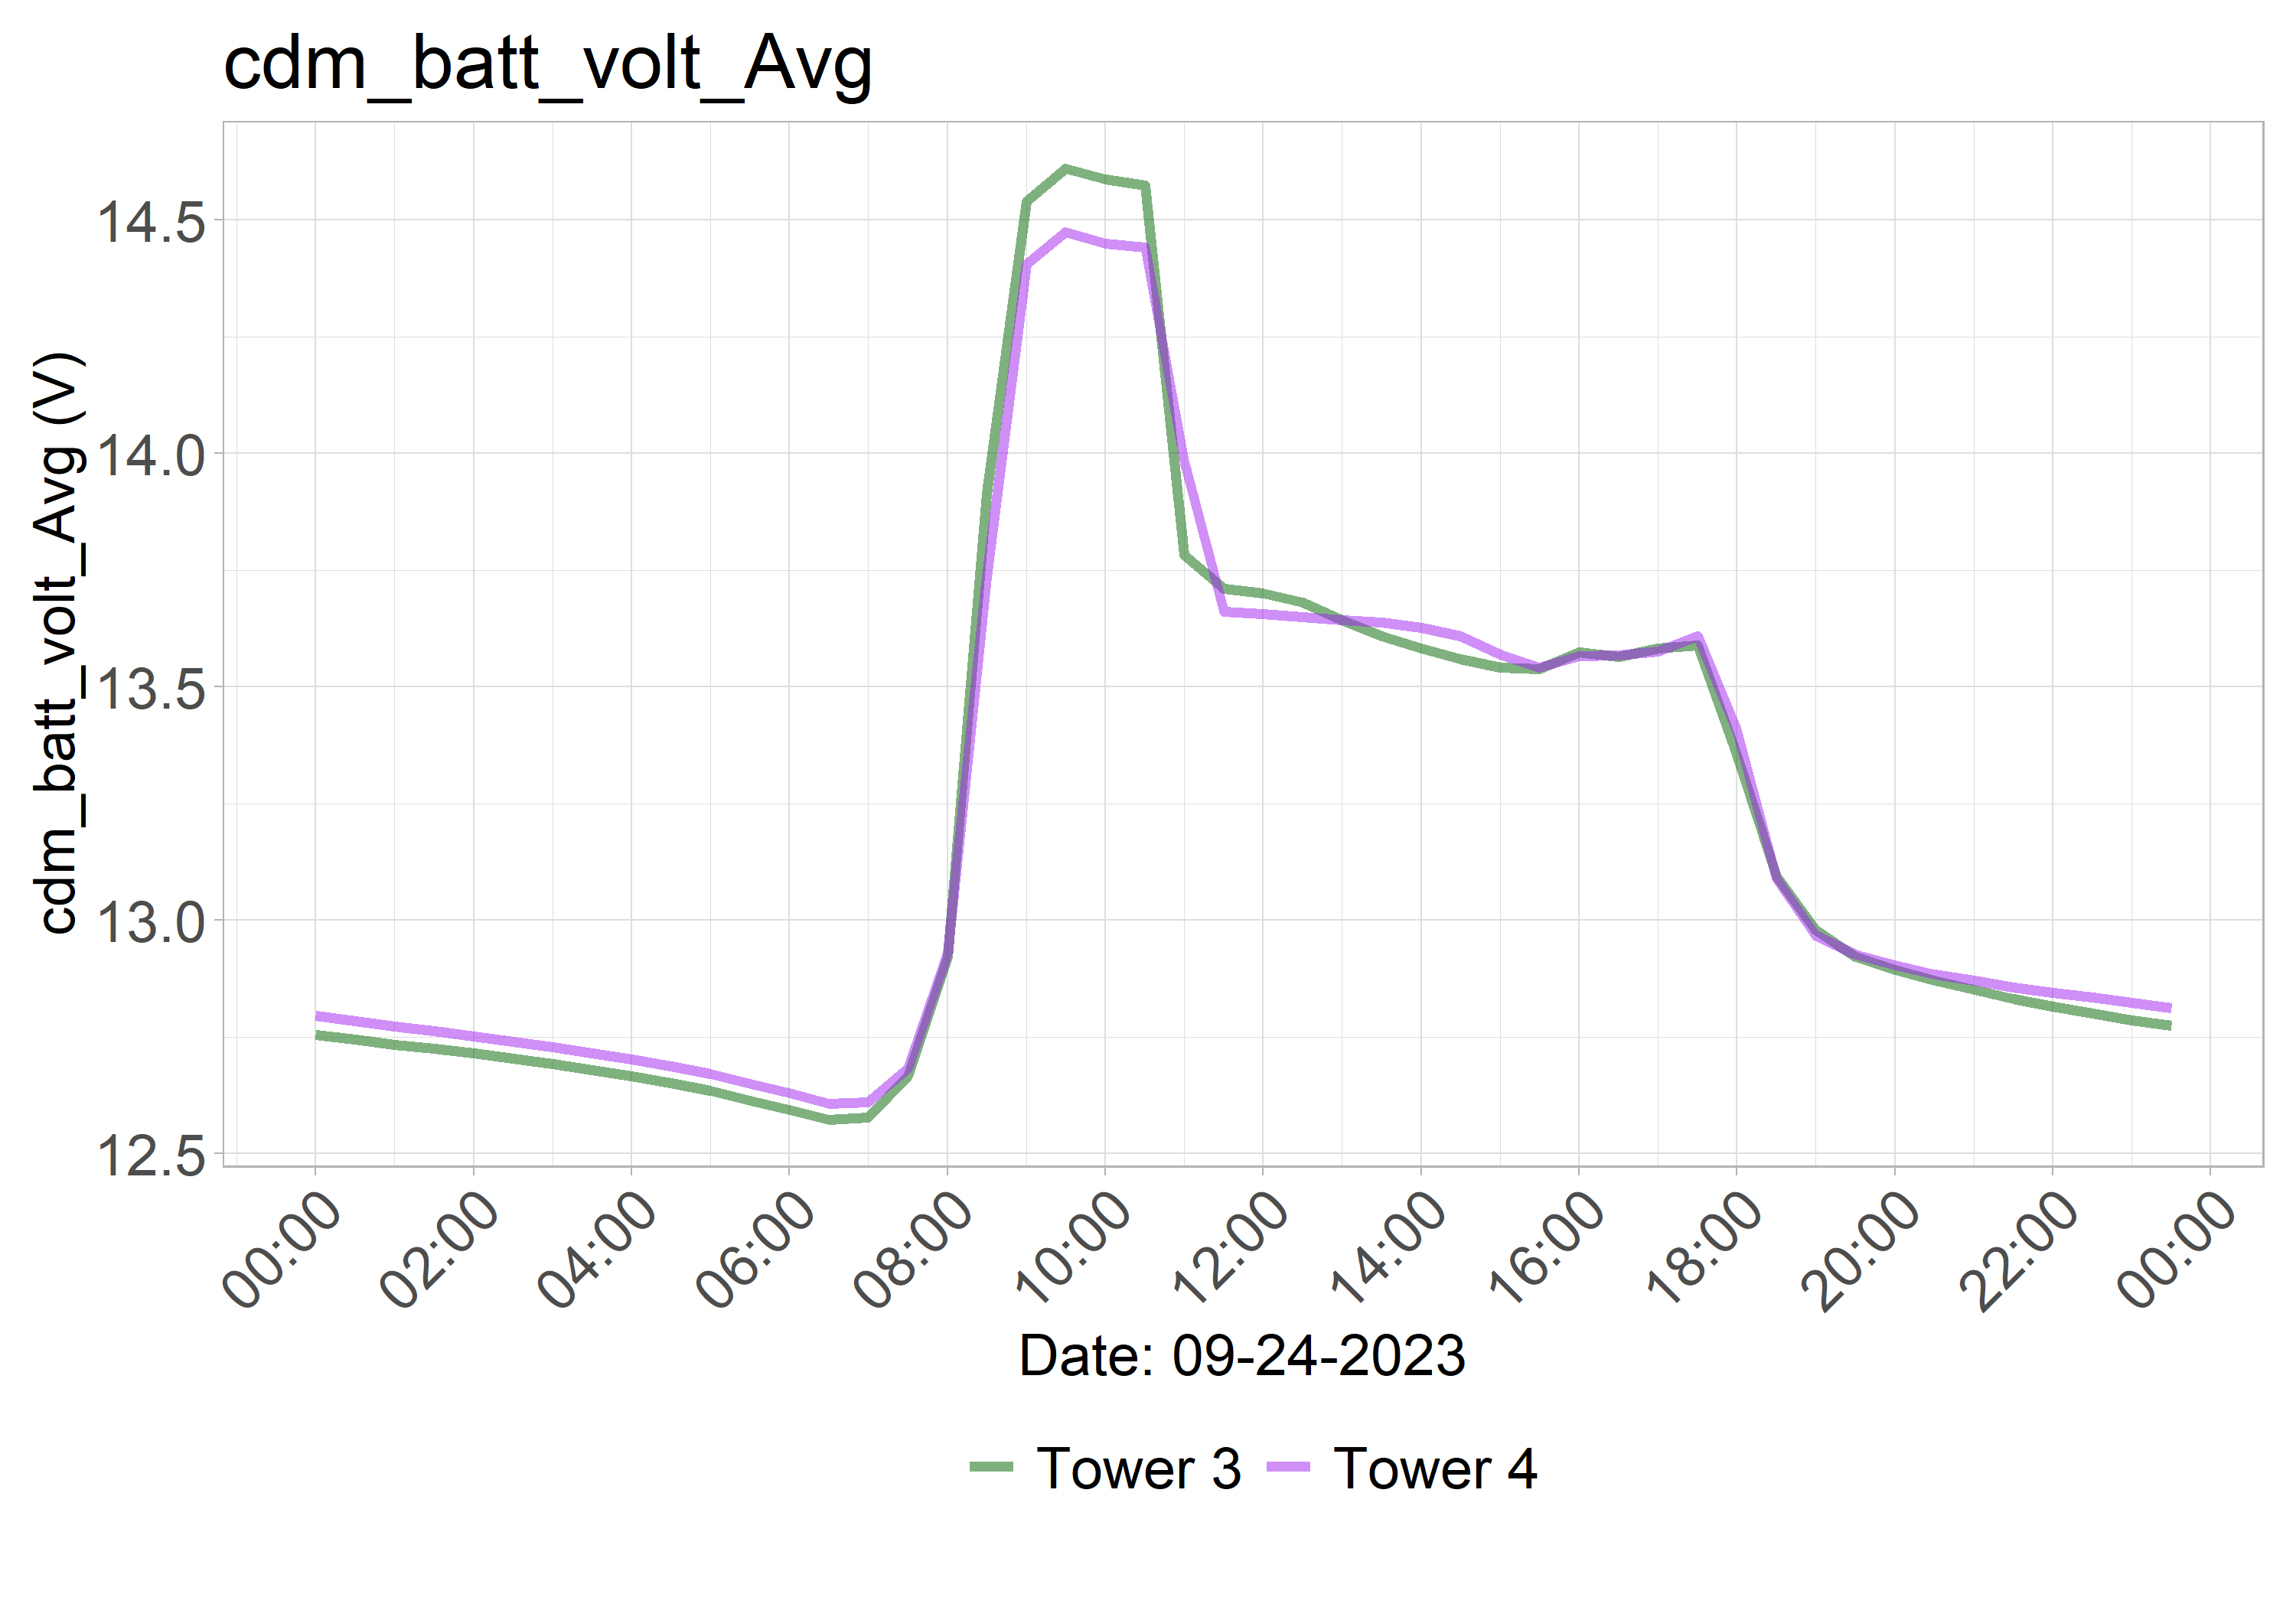 cdm_batt_volt_Avg
cdm_batt_volt_Avg (V)
14.5
14.0
13.5
13.0
12.5
00:00 02:00 04:00 06:00 08:00 10:00 12:00 14:00 16:00 18:00 20:00 22:00 00:00
Date: 09-24-2023
Tower 3 Tower 4